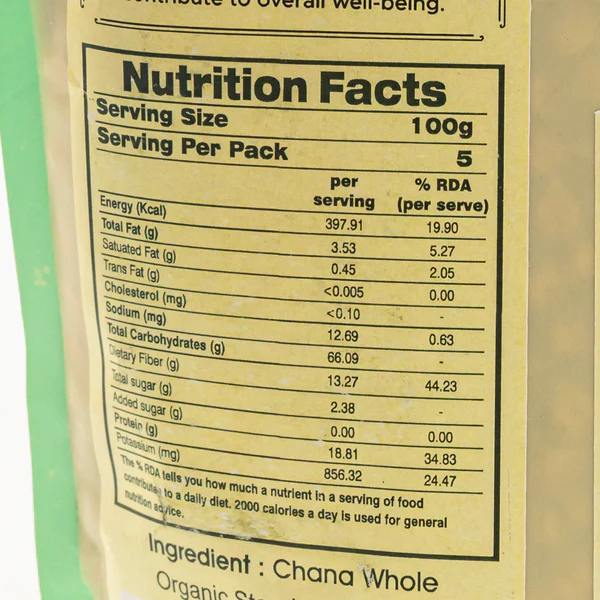 contribute to overall well-being.
Nutrition Facts
Serving Size 100g
Serving Per Pack 5
per serving % RDA (per serve)
Energy (Kcal) 397.91 19.90
Total Fat (g) 3.53 5.27
Satuated Fat (g) 0.45 2.05
Trans Fat (g) <0.005 0.00
Cholesterol (mg) <0.10 -
Sodium (mg) 12.69 0.63
Total Carbohydrates (g) 66.09 -
Dietary Fiber (g) 13.27 44.23
Total sugar (g) 2.38 -
Added sugar (g) 0.00 0.00
Protein (g) 18.81 34.83
Potassium (mg) 856.32 24.47
The % RDA tells you how much a nutrient in a serving of food
contributes to a daily diet. 2000 calories a day is used for general
nutrition advice.
Ingredient : Chana Whole
Organic